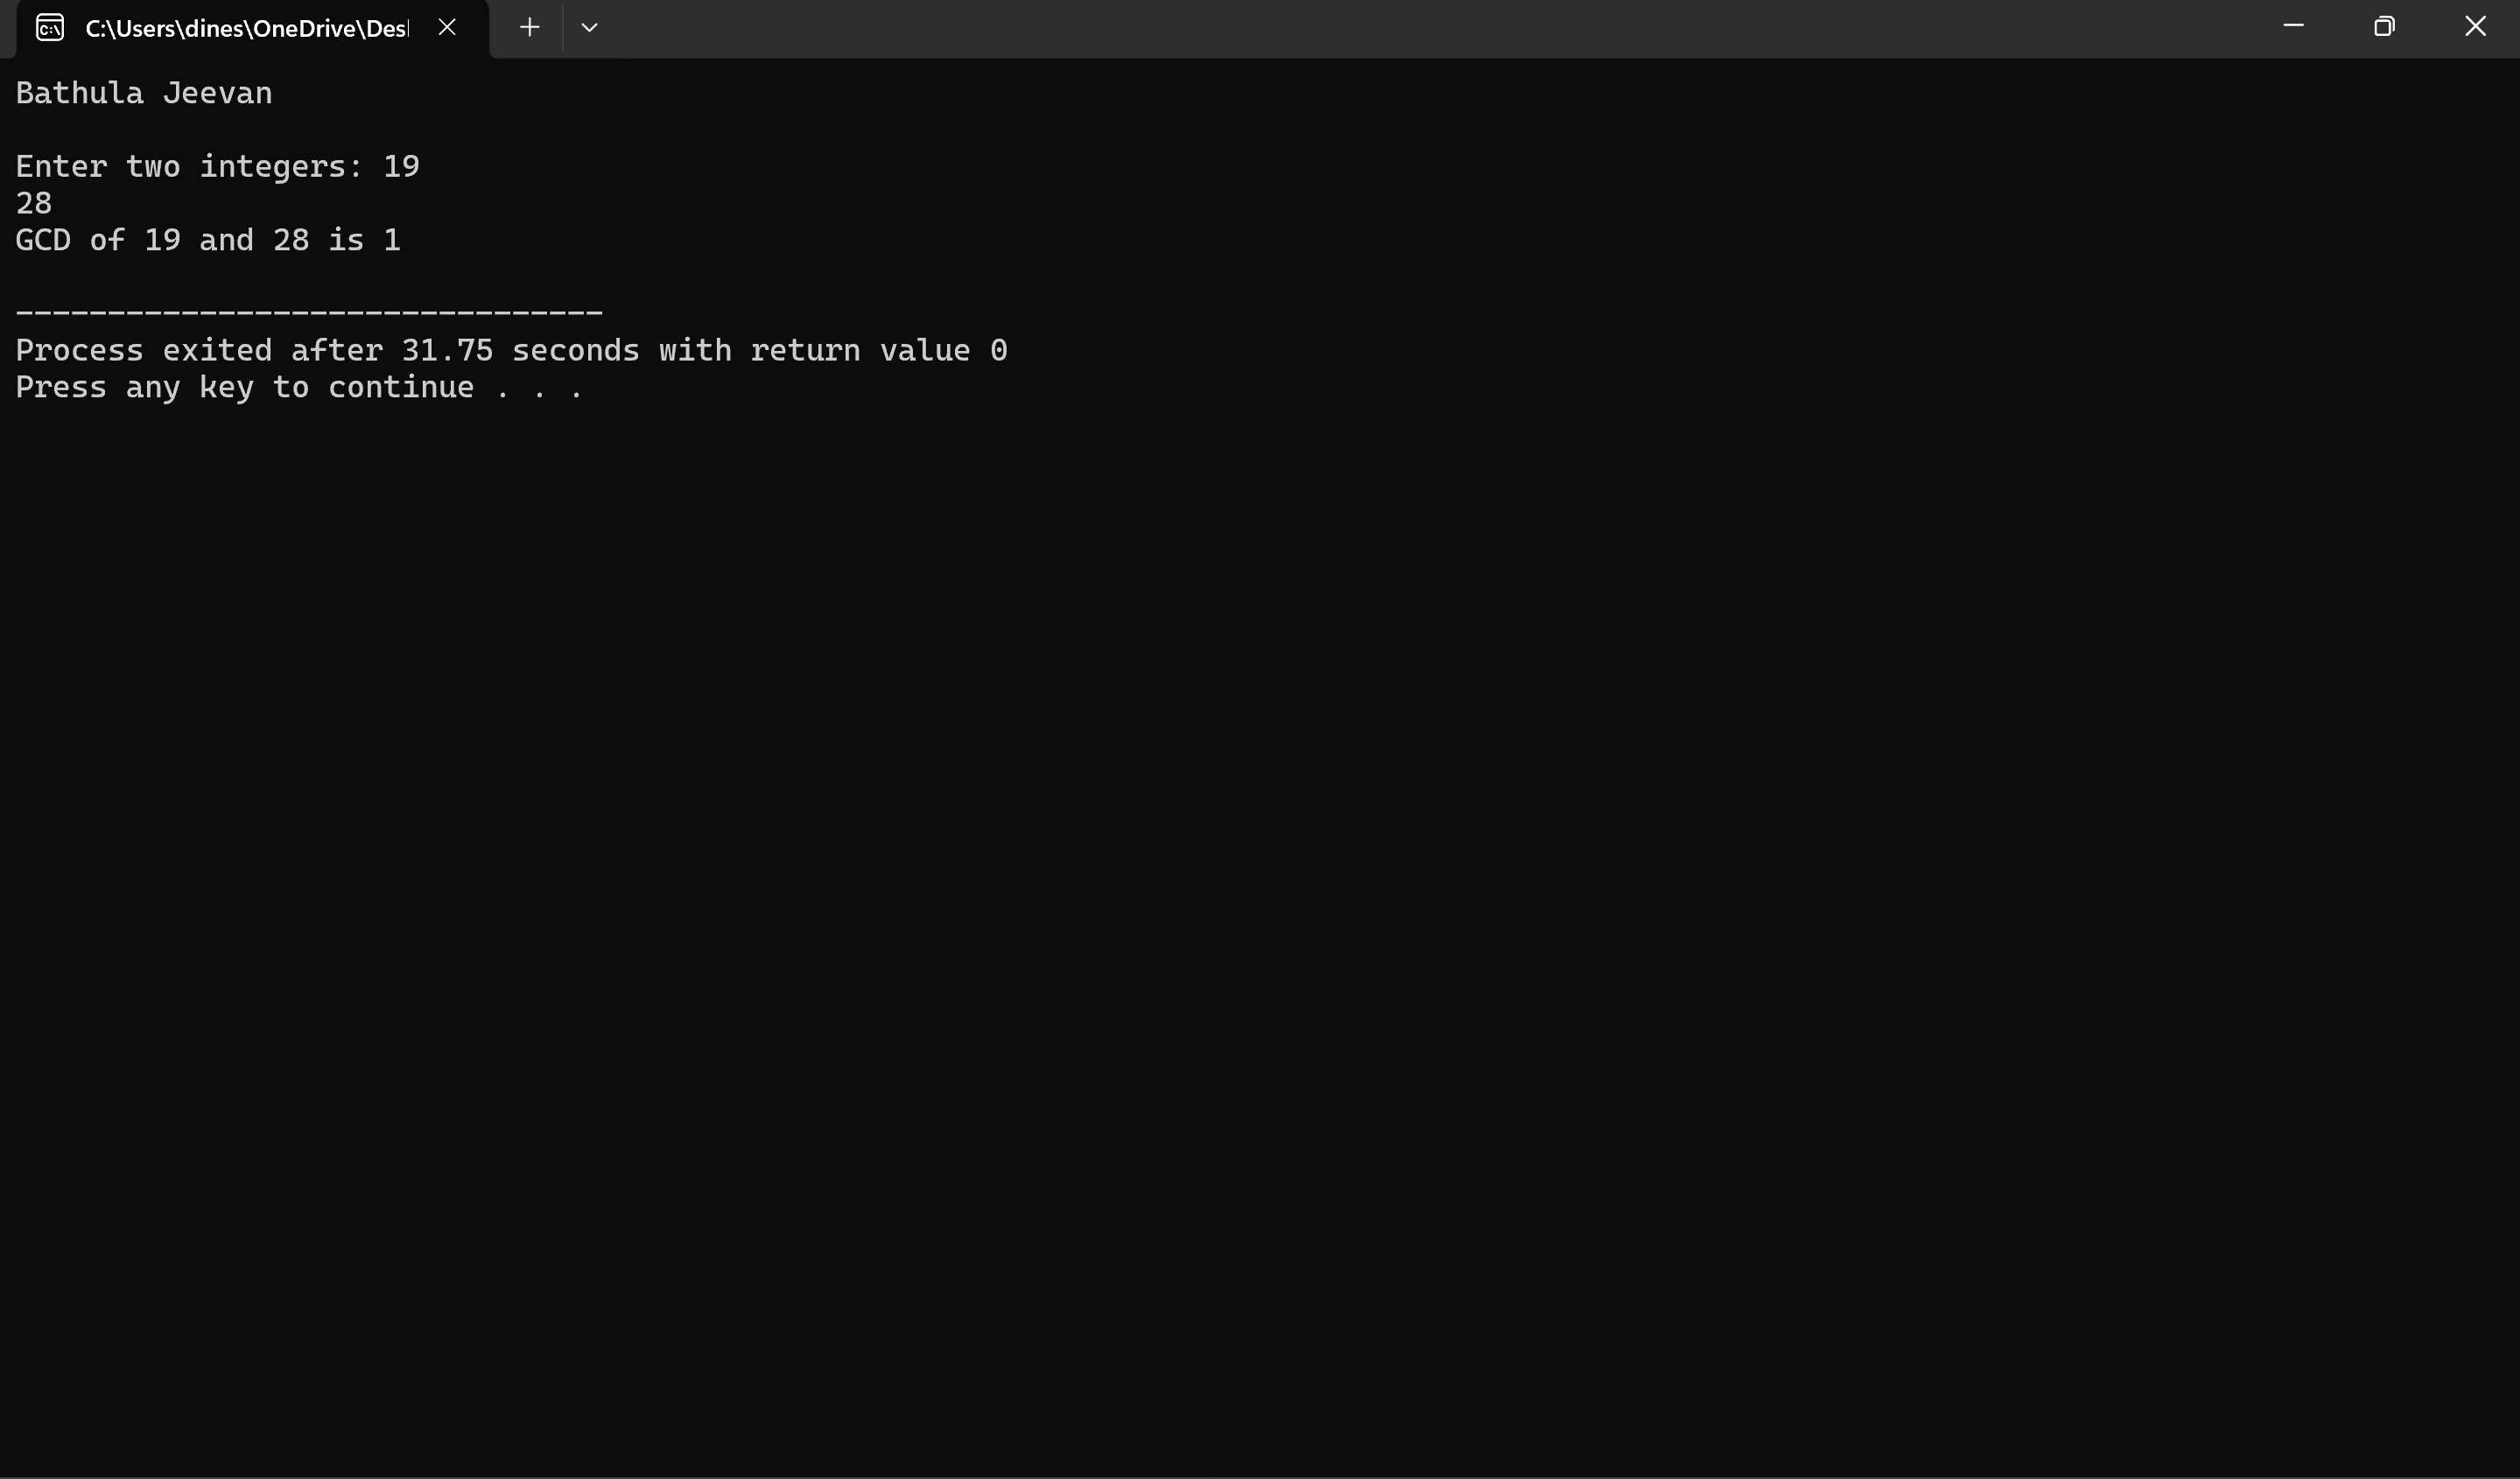 C:\Users\dines\OneDrive\Des
Bathula Jeevan
Enter two integers: 19
28
GCD of 19 and 28 is 1
--------------------------------
Process exited after 31.75 seconds with return value 0
Press any key to continue . . .